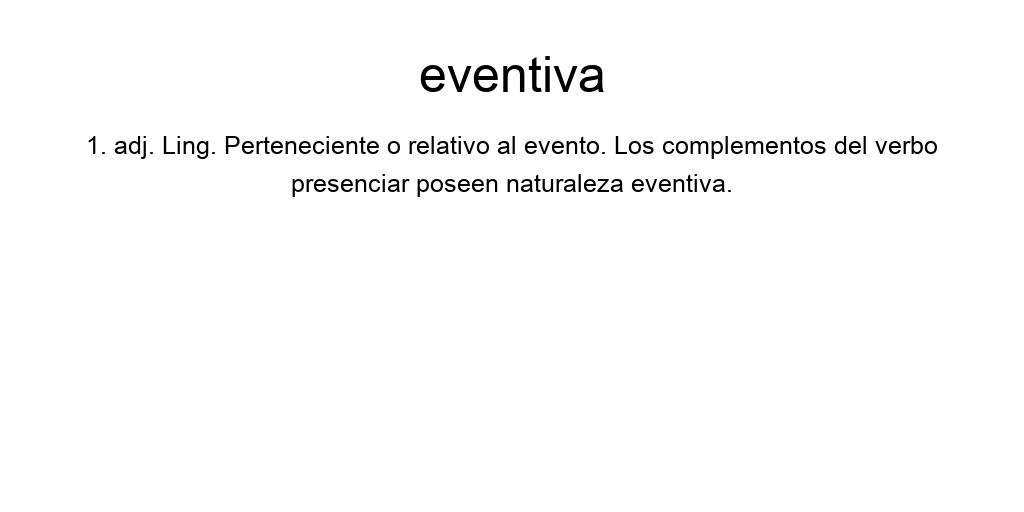 eventiva
1. adj. Ling. Perteneciente o relativo al evento. Los complementos del verbo
presenciar poseen naturaleza eventiva.